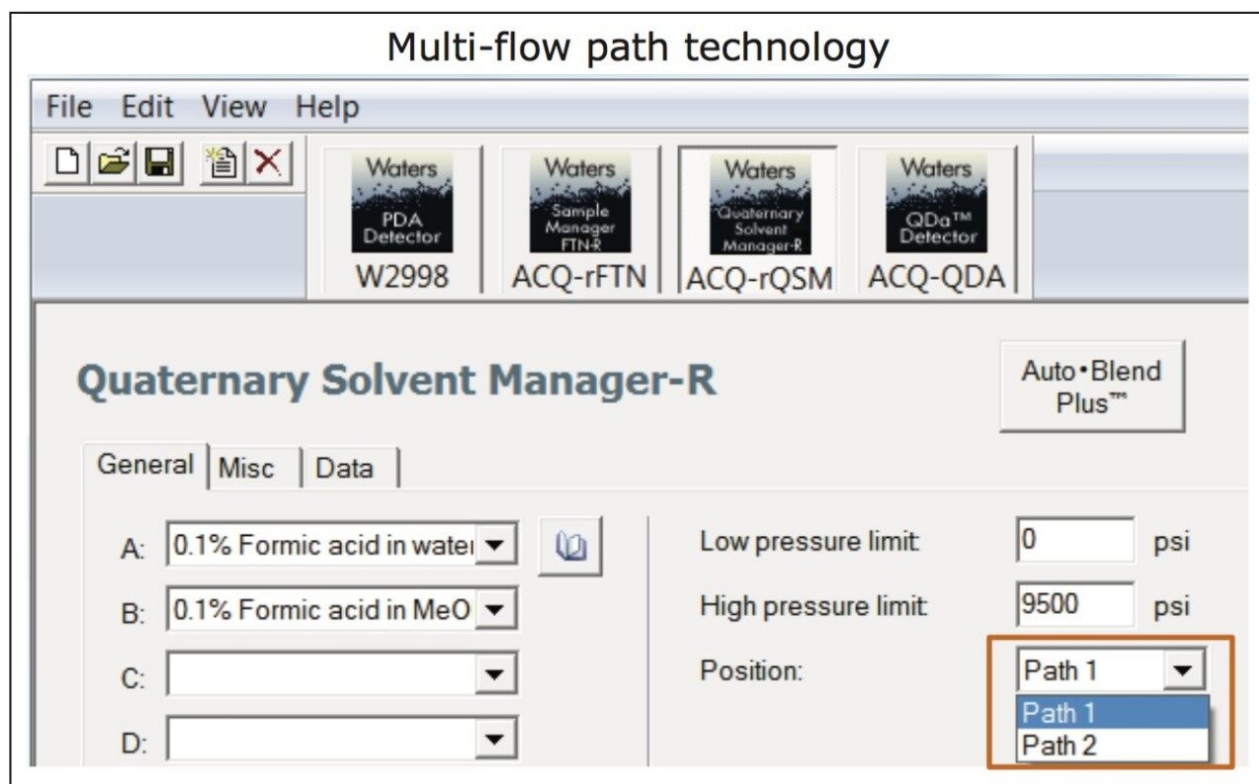 Multi-flow path technology
File Edit View Help
Waters PDA Detector W2998
Waters Sample Manager FTN-R ACQ-rFTN
Waters Quaternary Solvent Manager-R ACQ-rQSM
Waters QDa™ Detector ACQ-QDA
Quaternary Solvent Manager-R
Auto•Blend Plus™
General Misc Data
A: 0.1% Formic acid in water
Low pressure limit: 0 psi
B: 0.1% Formic acid in MeO
High pressure limit: 9500 psi
C:
Position: Path 1
Path 1
D:
Path 2